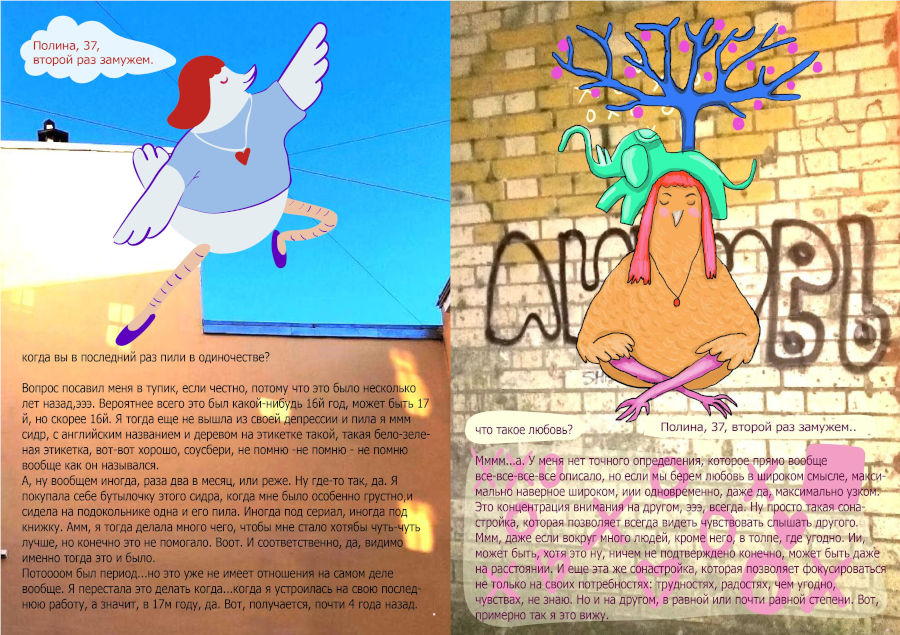 Полина, 37,
второй раз замужем.
когда вы в последний раз пили в одиночестве?
Вопрос посавил меня в тупик, если честно, потому что это было несколько
лет назад,эээ. Вероятнее всего это был какой-нибудь 16й год, может быть 17
й, но скорее 16й. Я тогда еще не вышла из своей депрессии и пила я ммм
сидр, с английским названием и деревом на этикетке такой, такая бело-зеле-
ная этикетка, вот-вот хорошо, соусбери, не помню -не помню - не помню
вообще как он назывался.
А, ну вообщем иногда, раза два в месяц, или реже. Ну где-то так, да. Я
покупала себе бутылочку этого сидра, когда мне было особенно грустно,и
сидела на подокольнике одна и его пила. Иногда под сериал, иногда под
книжку. Амм, я тогда делала много чего, чтобы мне стало хотябы чуть-чуть
лучше, но конечно это не помогало. Воот. И соответственно, да, видимо
именно тогда это и было.
Потоооом был период...но это уже не имеет отношения на самом деле
вообще. Я перестала это делать когда...когда я устроилась на свою послед-
нюю работу, а значит, в 17м году, да. Вот, получается, почти 4 года назад.
что такое любовь?
Полина, 37, второй раз замужем..
Мммм...а. У меня нет точного определения, которое прямо вообще
все-все-все-все описало, но если мы берем любовь в широком смысле, макси-
мально наверное широком, иии одновременно, даже да, максимально узком.
Это концентрация внимания на другом, эээ, всегда. Ну просто такая сона-
стройка, которая позволяет всегда видеть чувствовать слышать другого.
Ммм, даже если вокруг много людей, кроме него, в толпе, где угодно. Ии,
может быть, хотя это ну, ничем не подтверждено конечно, может быть даже
на расстоянии. И еще эта же сонастройка, которая позволяет фокусироваться
не только на своих потребностях: трудностях, радостях, чем угодно,
чувствах, не знаю. Но и на другом, в равной или почти равной степени. Вот,
примерно так я это вижу.